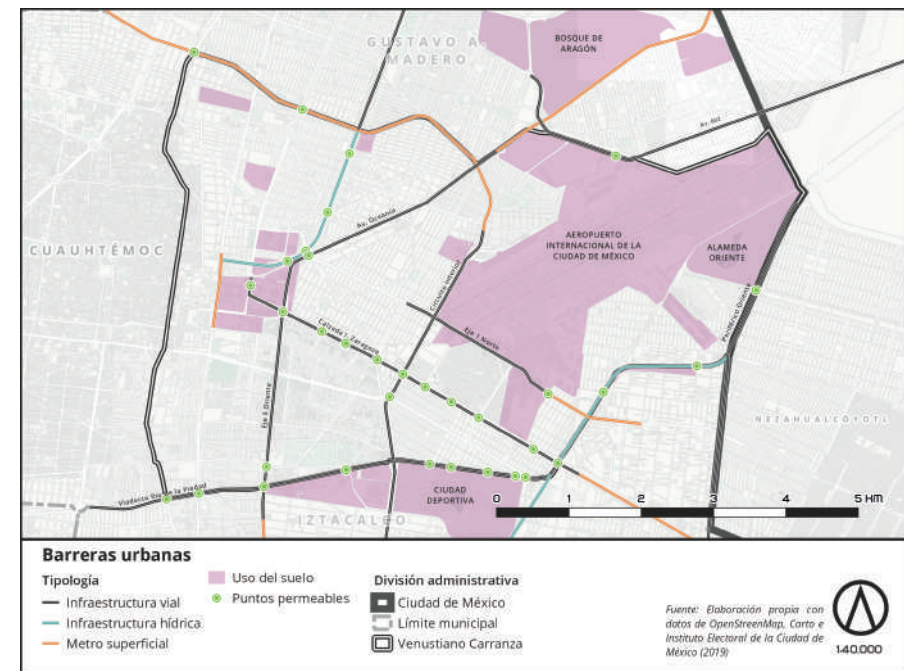 GUSTAVO A.
MADERO
BOSQUE DE
ARAGÓN
Av. 602
Av. Oceanía
CUAUHTÉMOC
AEROPUERTO
INTERNACIONAL DE LA
CIUDAD DE MÉXICO
ALAMEDA
ORIENTE
Circuito Interior
Periférico Oriente
Calzada I. Zaragoza
Eje 1 Norte
Eje 3 Oriente
NEZAHUALCÓYOTL
Viaducto Río de la Piedad
CIUDAD
DEPORTIVA
IZTACALCO
0 1 2 3 4 5 KM
Barreras urbanas
Tipología
Infraestructura vial
Infraestructura hídrica
Metro superficial
Uso del suelo
Puntos permeables
División administrativa
Ciudad de México
Límite municipal
Venustiano Carranza
Fuente: Elaboración propia con
datos de OpenStreenMap, Carto e
Instituto Electoral de la Ciudad de
México (2019)
1:40.000